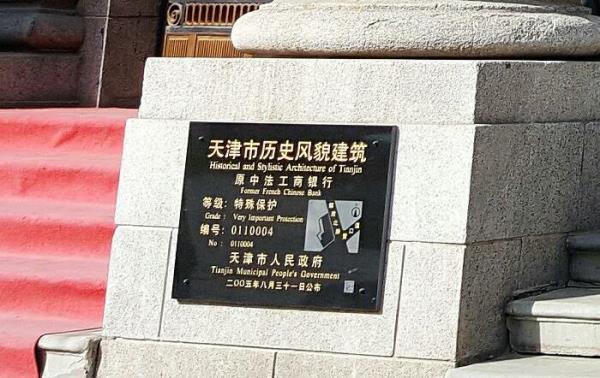 天津市历史风貌建筑
Historical and Stylistic Architecture of Tianjin
原中法工商银行
Former French Chinese Bank
等级：特殊保护
Grade : Very important Protection
编号：0110004
No : 0110004
天津市人民政府
Tianjin Municipal People's Government
二〇〇五年八月三十一日公布